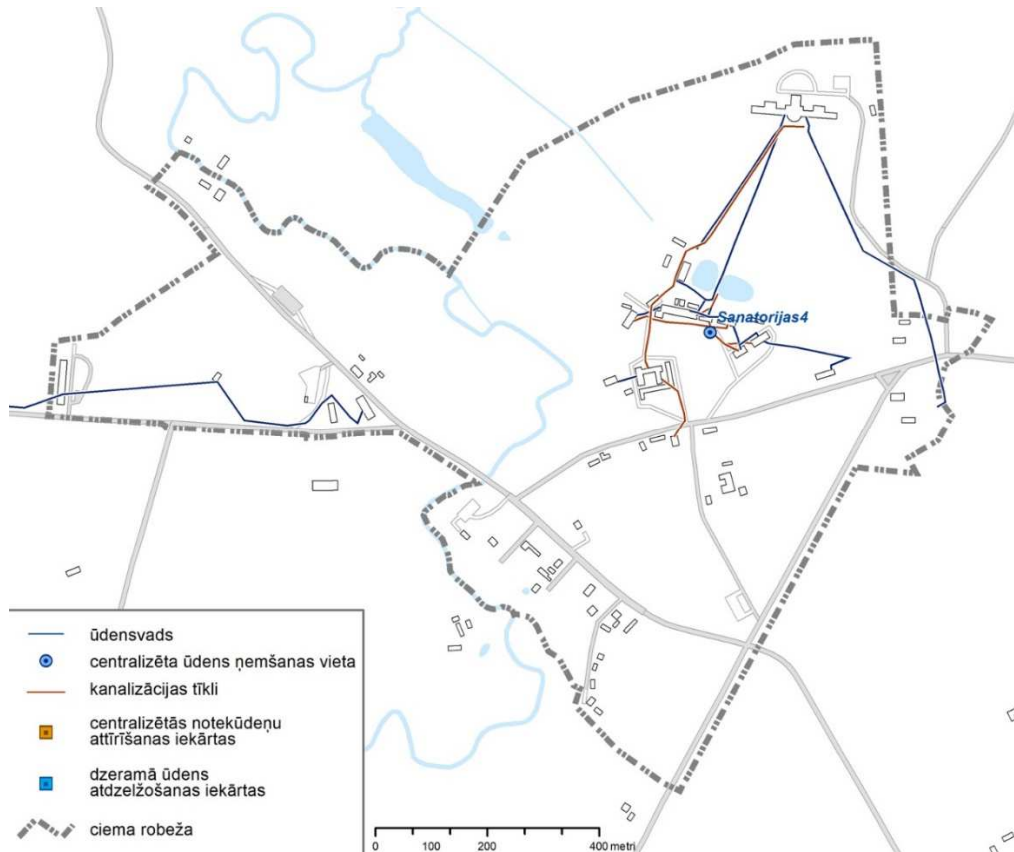 Sanatorijas4
ūdensvads
centralizēta ūdens ņemšanas vieta
kanalizācijas tīkli
centralizētās notekūdeņu
attīrīšanas iekārtas
dzeramā ūdens
atdzelžošanas iekārtas
ciema robeža
0 100 200 400 metri